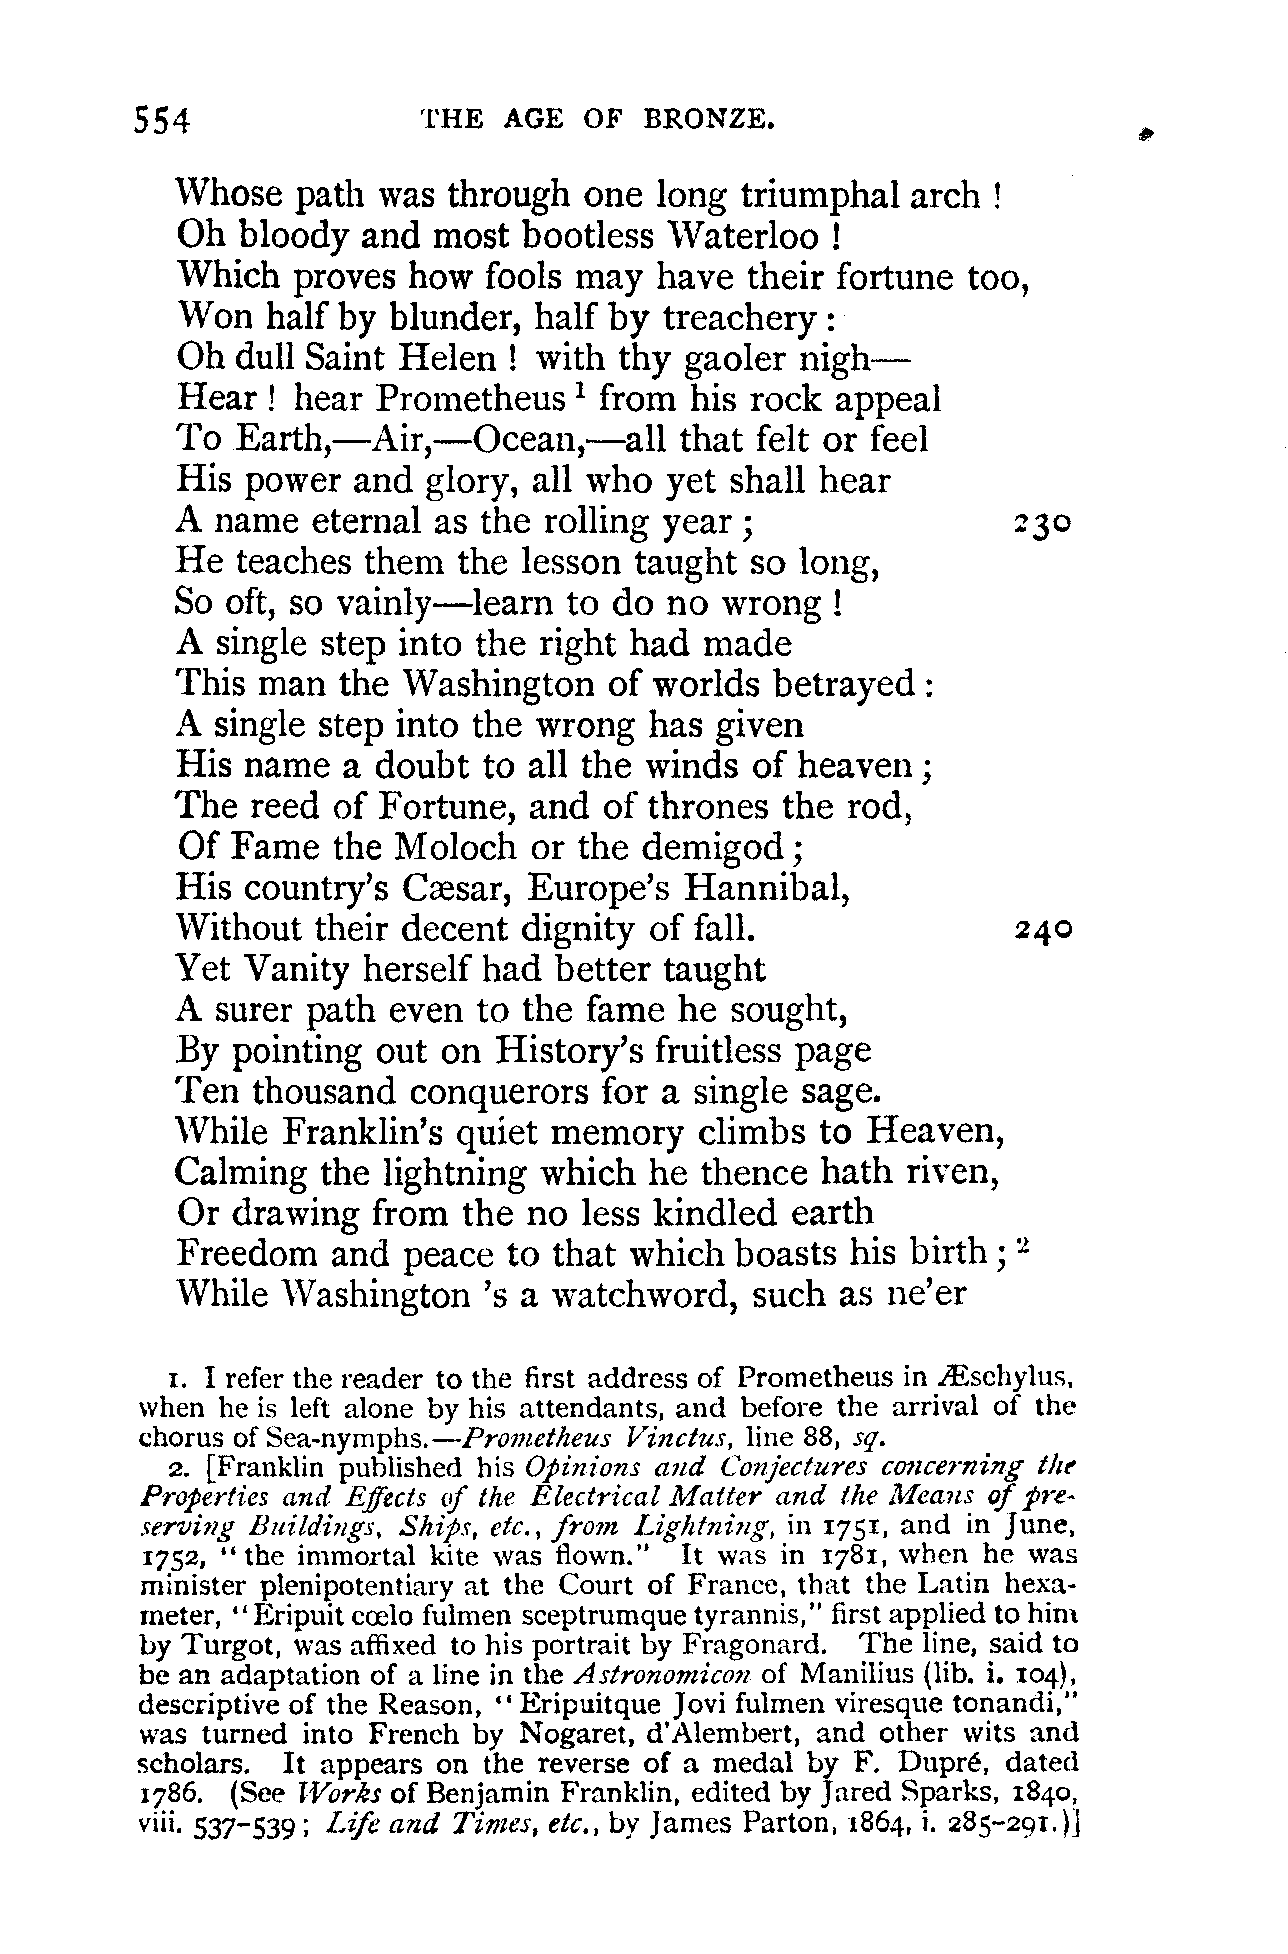 554 THE AGE OF BRONZE.
Whose path was through one long triumphal arch !
Oh bloody and most bootless Waterloo !
Which proves how fools may have their fortune too,
Won half by blunder, half by treachery :
Oh dull Saint Helen ! with thy gaoler nigh—
Hear ! hear Prometheus ¹ from his rock appeal
To Earth,—Air,—Ocean,—all that felt or feel
His power and glory, all who yet shall hear
A name eternal as the rolling year ; 230
He teaches them the lesson taught so long,
So oft, so vainly—learn to do no wrong !
A single step into the right had made
This man the Washington of worlds betrayed :
A single step into the wrong has given
His name a doubt to all the winds of heaven ;
The reed of Fortune, and of thrones the rod,
Of Fame the Moloch or the demigod ;
His country's Cæsar, Europe's Hannibal,
Without their decent dignity of fall. 240
Yet Vanity herself had better taught
A surer path even to the fame he sought,
By pointing out on History's fruitless page
Ten thousand conquerors for a single sage.
While Franklin's quiet memory climbs to Heaven,
Calming the lightning which he thence hath riven,
Or drawing from the no less kindled earth
Freedom and peace to that which boasts his birth ; ²
While Washington 's a watchword, such as ne'er
1. I refer the reader to the first address of Prometheus in Æschylus,
when he is left alone by his attendants, and before the arrival of the
chorus of Sea-nymphs.—Prometheus Vinctus, line 88, sq.
2. [Franklin published his Opinions and Conjectures concerning the
Properties and Effects of the Electrical Matter and the Means of pre-
serving Buildings, Ships, etc., from Lightning, in 1751, and in June,
1752, "the immortal kite was flown." It was in 1781, when he was
minister plenipotentiary at the Court of France, that the Latin hexa-
meter, "Eripuit cœlo fulmen sceptrumque tyrannis," first applied to him
by Turgot, was affixed to his portrait by Fragonard. The line, said to
be an adaptation of a line in the Astronomicon of Manilius (lib. i. 104),
descriptive of the Reason, "Eripuitque Jovi fulmen viresque tonandi,"
was turned into French by Nogaret, d'Alembert, and other wits and
scholars. It appears on the reverse of a medal by F. Dupré, dated
1786. (See Works of Benjamin Franklin, edited by Jared Sparks, 1840,
viii. 537–539 ; Life and Times, etc., by James Parton, 1864, i. 285–291.)]